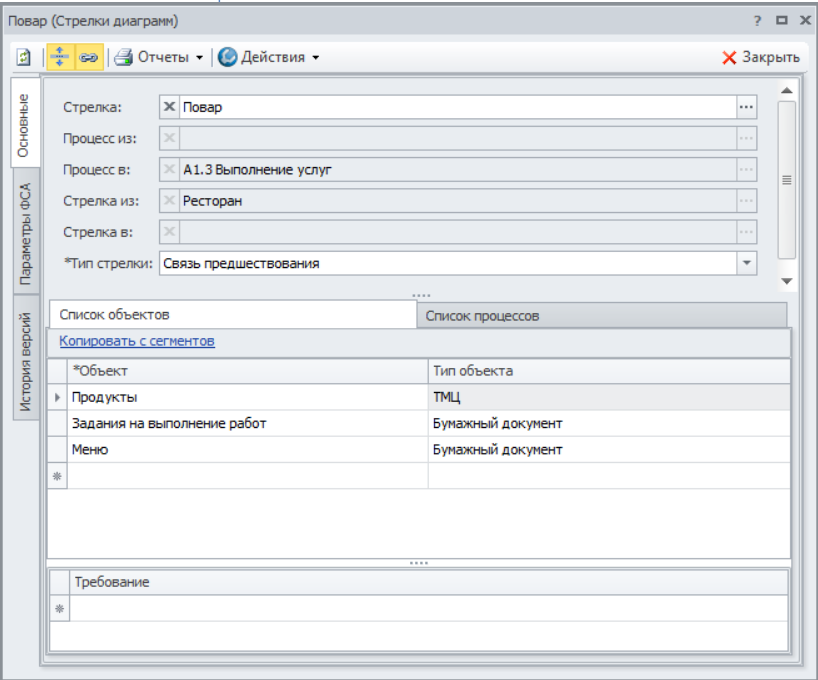 Повар (Стрелки диаграмм) ?
Отчеты Действия Закрыть
Основные
Параметры ФСА
История версий
Стрелка: Повар ...
Процесс из: ...
Процесс в: A1.3 Выполнение услуг ...
Стрелка из: Ресторан ...
Стрелка в: ...
*Тип стрелки: Связь предшествования
Список объектов Список процессов
Копировать с сегментов
*Объект Тип объекта
Продукты ТМЦ
Задания на выполнение работ Бумажный документ
Меню Бумажный документ
Требование